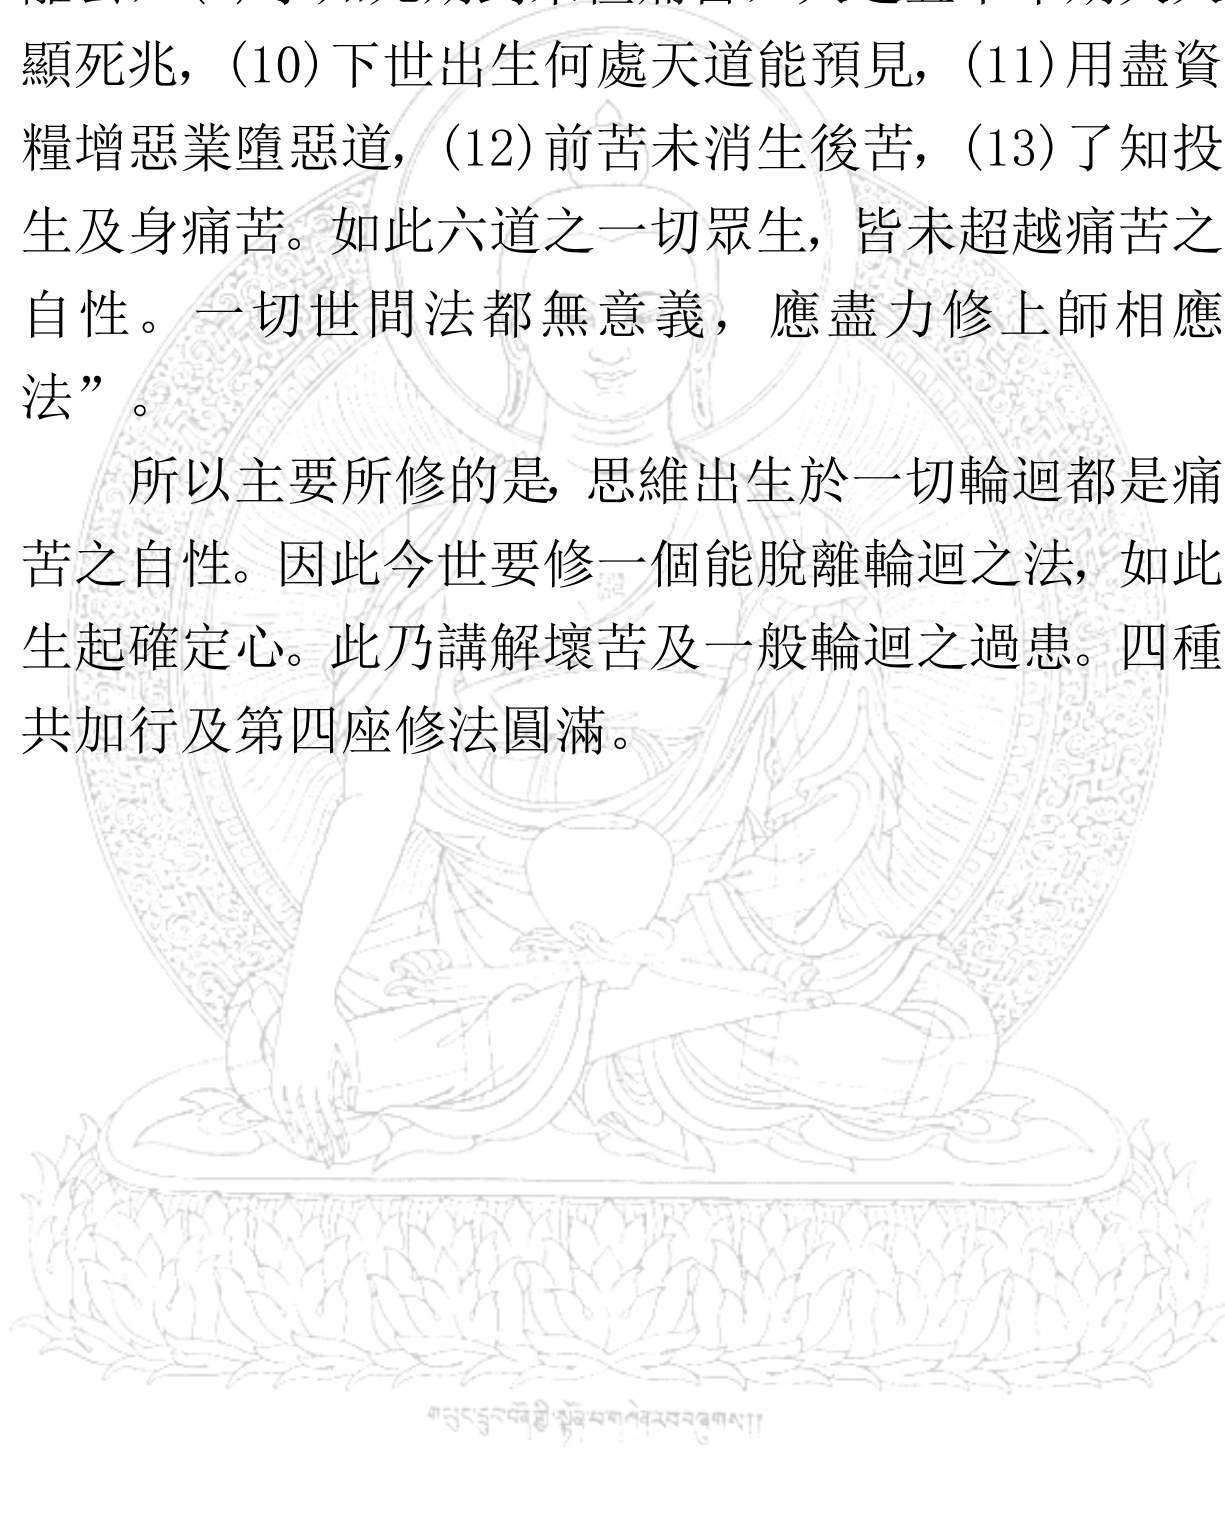 顯死兆，(10)下世出生何處天道能預見，(11)用盡資
糧增惡業墮惡道，(12)前苦未消生後苦，(13)了知投
生及身痛苦。如此六道之一切眾生，皆未超越痛苦之
自性。一切世間法都無意義，應盡力修上師相應
法”。
所以主要所修的是，思維出生於一切輪迴都是痛
苦之自性。因此今世要修一個能脫離輪迴之法，如此
生起確定心。此乃講解壞苦及一般輪迴之過患。四種
共加行及第四座修法圓滿。